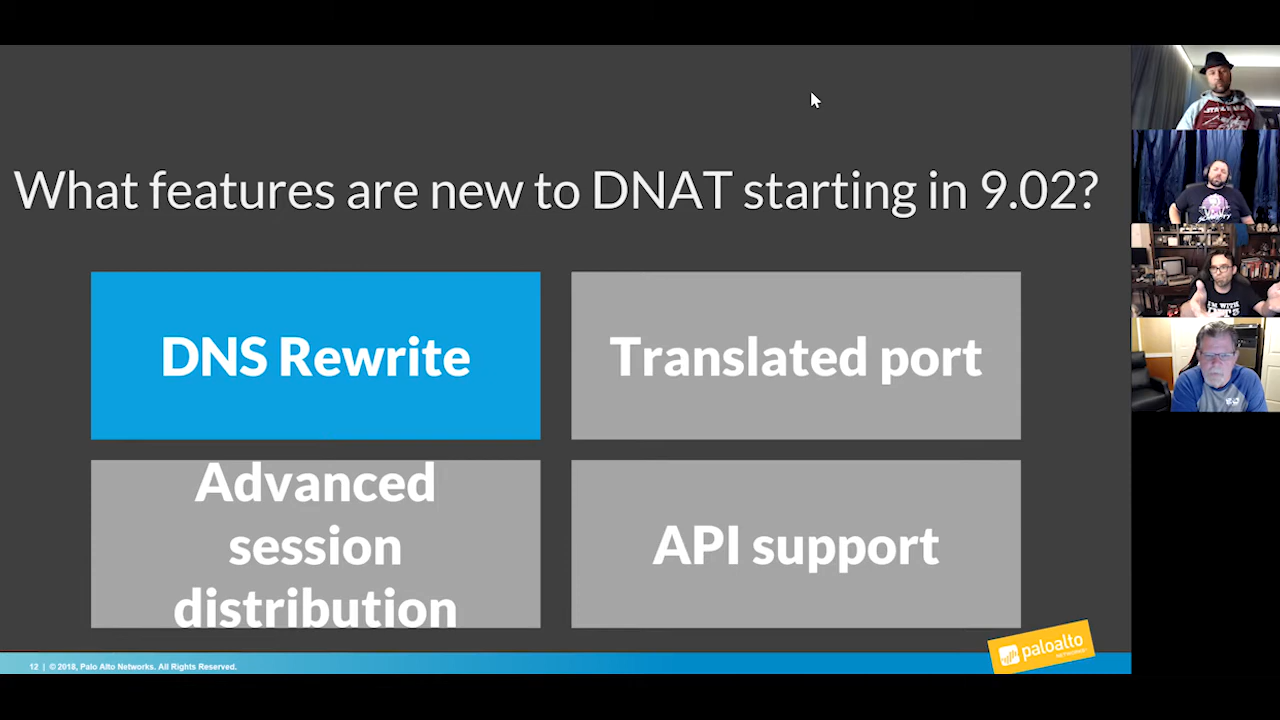 What features are new to DNAT starting in 9.02?
DNS Rewrite
Translated port
Advanced
session
distribution
API support
12 | © 2018, Palo Alto Networks. All Rights Reserved.
paloalto
NETWORKS